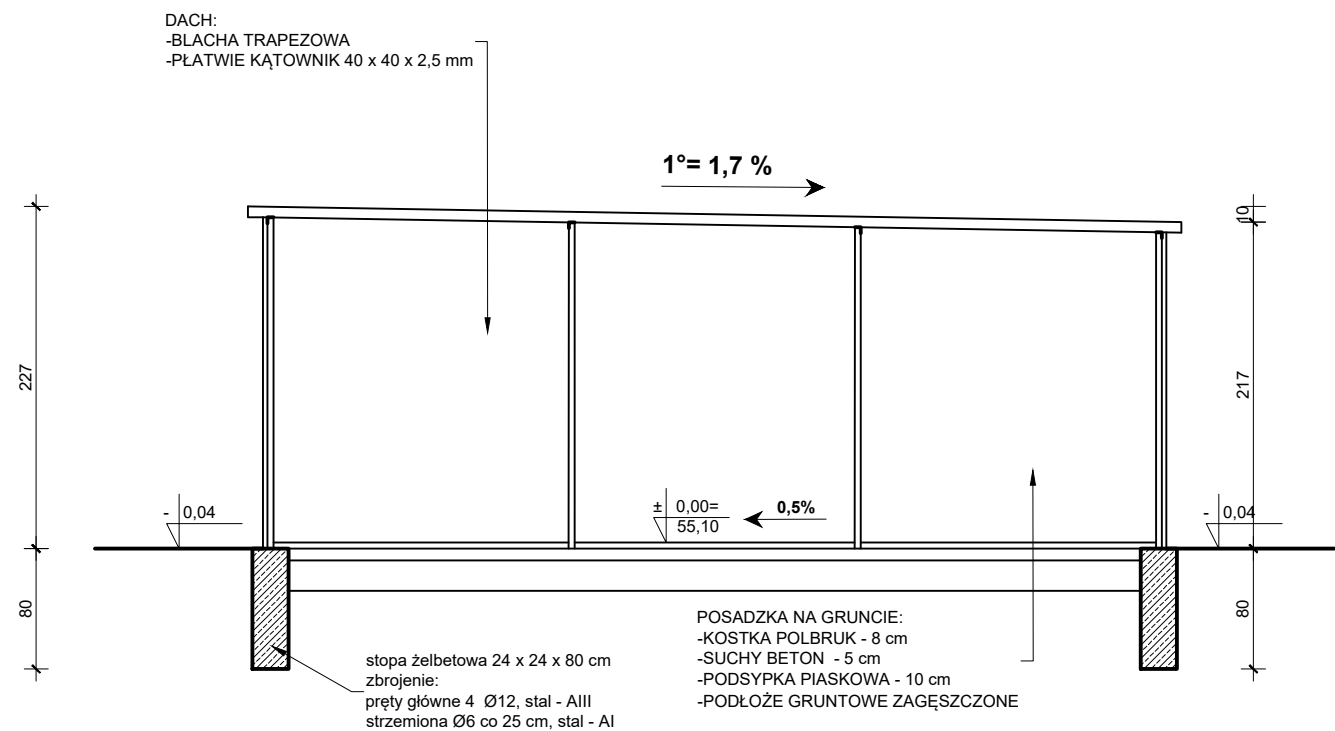 DACH:
-BLACHA TRAPEZOWA
-PŁATWIE KĄTOWNIK 40 x 40 x 2,5 mm
1°= 1,7 %
10
227
217
- 0,04
± 0,00=
55,10
0,5%
- 0,04
80
80
stopa żelbetowa 24 x 24 x 80 cm
zbrojenie:
pręty główne 4 Ø12, stal - AIII
strzemiona Ø6 co 25 cm, stal - AI
POSADZKA NA GRUNCIE:
-KOSTKA POLBRUK - 8 cm
-SUCHY BETON - 5 cm
-PODSYPKA PIASKOWA - 10 cm
-PODŁOŻE GRUNTOWE ZAGĘSZCZONE